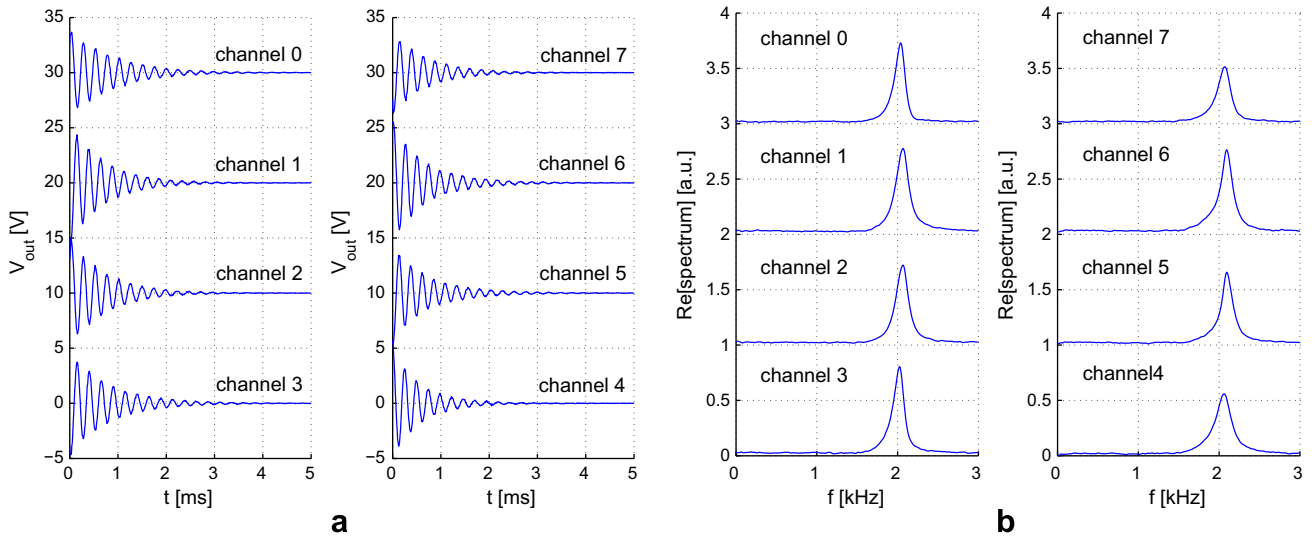 35
30
25
20
15
10
5
0
−5
V_out [V]
channel 0
channel 1
channel 2
channel 3
0 1 2 3 4 5
t [ms]
35
30
25
20
15
10
5
0
−5
V_out [V]
channel 7
channel 6
channel 5
channel 4
0 1 2 3 4 5
t [ms]
a
4
3.5
3
2.5
2
1.5
1
0.5
0
Re[spectrum] [a.u.]
channel 0
channel 1
channel 2
channel 3
0 1 2 3
f [kHz]
4
3.5
3
2.5
2
1.5
1
0.5
0
Re[spectrum] [a.u.]
channel 7
channel 6
channel 5
channel4
0 1 2 3
f [kHz]
b